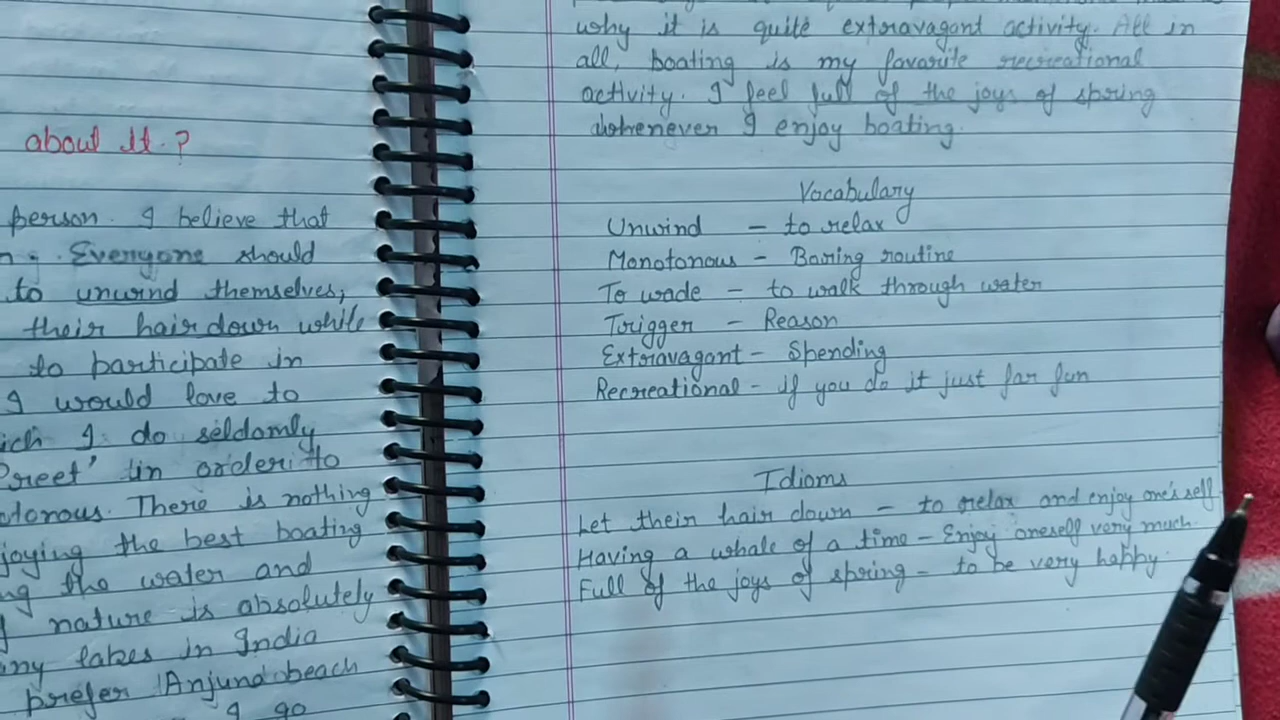 about it.?
person. I believe that
Everyone should
to unwind themselves,
their hair down while
to participate in
I would love to
I do seldomly
in order to
There is nothing
the best boating
the water and
nature is absolutely
lakes in India
prefer Anjuna beach
I go
why it is quite extravagant activity. All in
all, boating is my favorite recreational
activity. I feel full of the joys of spring
whenever I enjoy boating.
Vocabulary
Unwind - to relax
Monotonous - Boring routine
To wade - to walk through water
Trigger - Reason
Extravagant - Spending
Recreational - if you do it just for fun
Idioms
Let their hair down - to relax and enjoy one's self
Having a whale of a time - Enjoy oneself very much.
Full of the joys of spring - to be very happy.